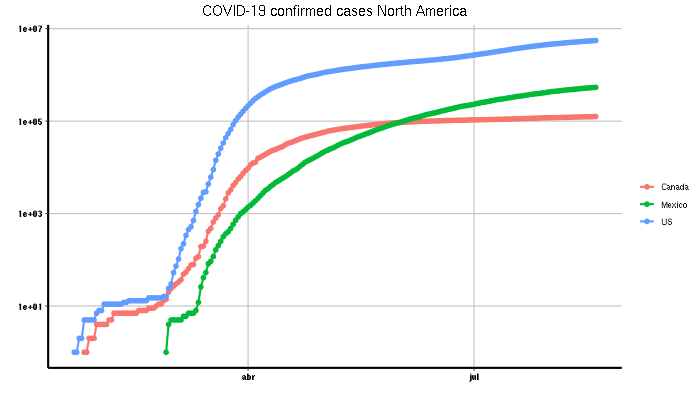 COVID-19 confirmed cases North America
1e+07
1e+05
1e+03
1e+01
abr
jul
Canada
Mexico
US